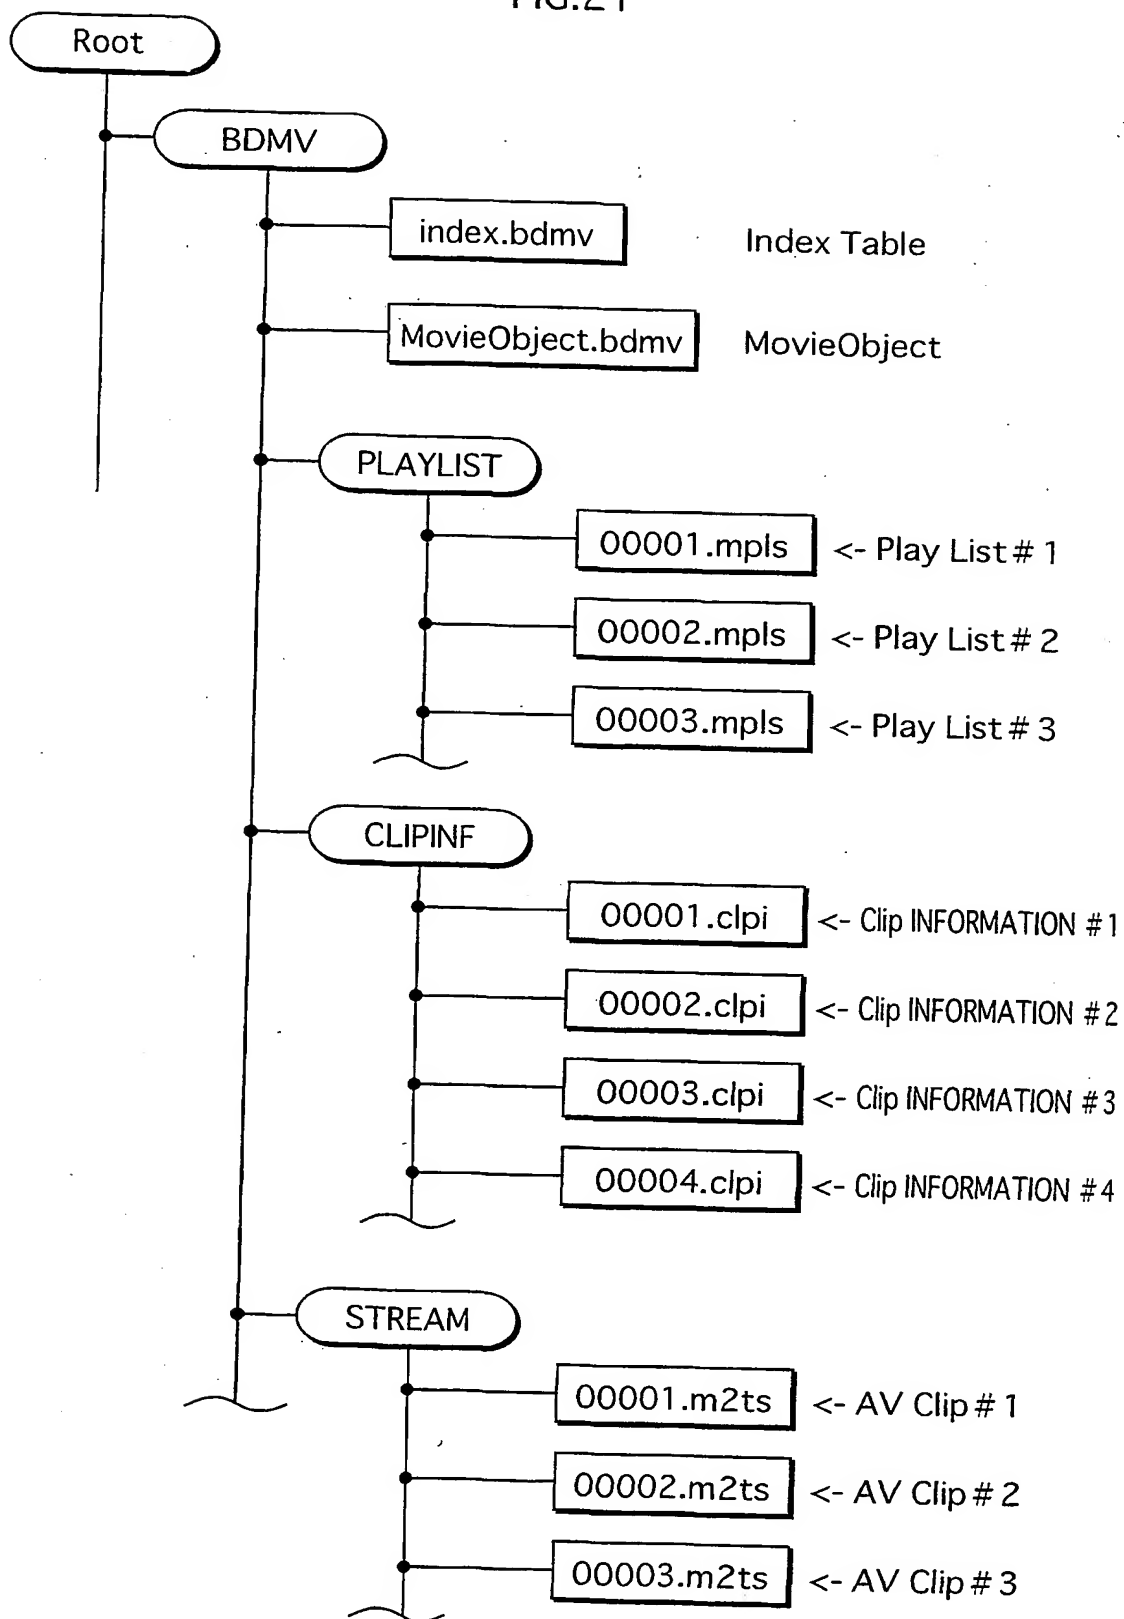 FIG.21
Root
BDMV
index.bdmv Index Table
MovieObject.bdmv MovieObject
PLAYLIST
00001.mpls <- Play List # 1
00002.mpls <- Play List # 2
00003.mpls <- Play List # 3
CLIPINF
00001.clpi <- Clip INFORMATION #1
00002.clpi <- Clip INFORMATION #2
00003.clpi <- Clip INFORMATION #3
00004.clpi <- Clip INFORMATION #4
STREAM
00001.m2ts <- AV Clip # 1
00002.m2ts <- AV Clip # 2
00003.m2ts <- AV Clip # 3